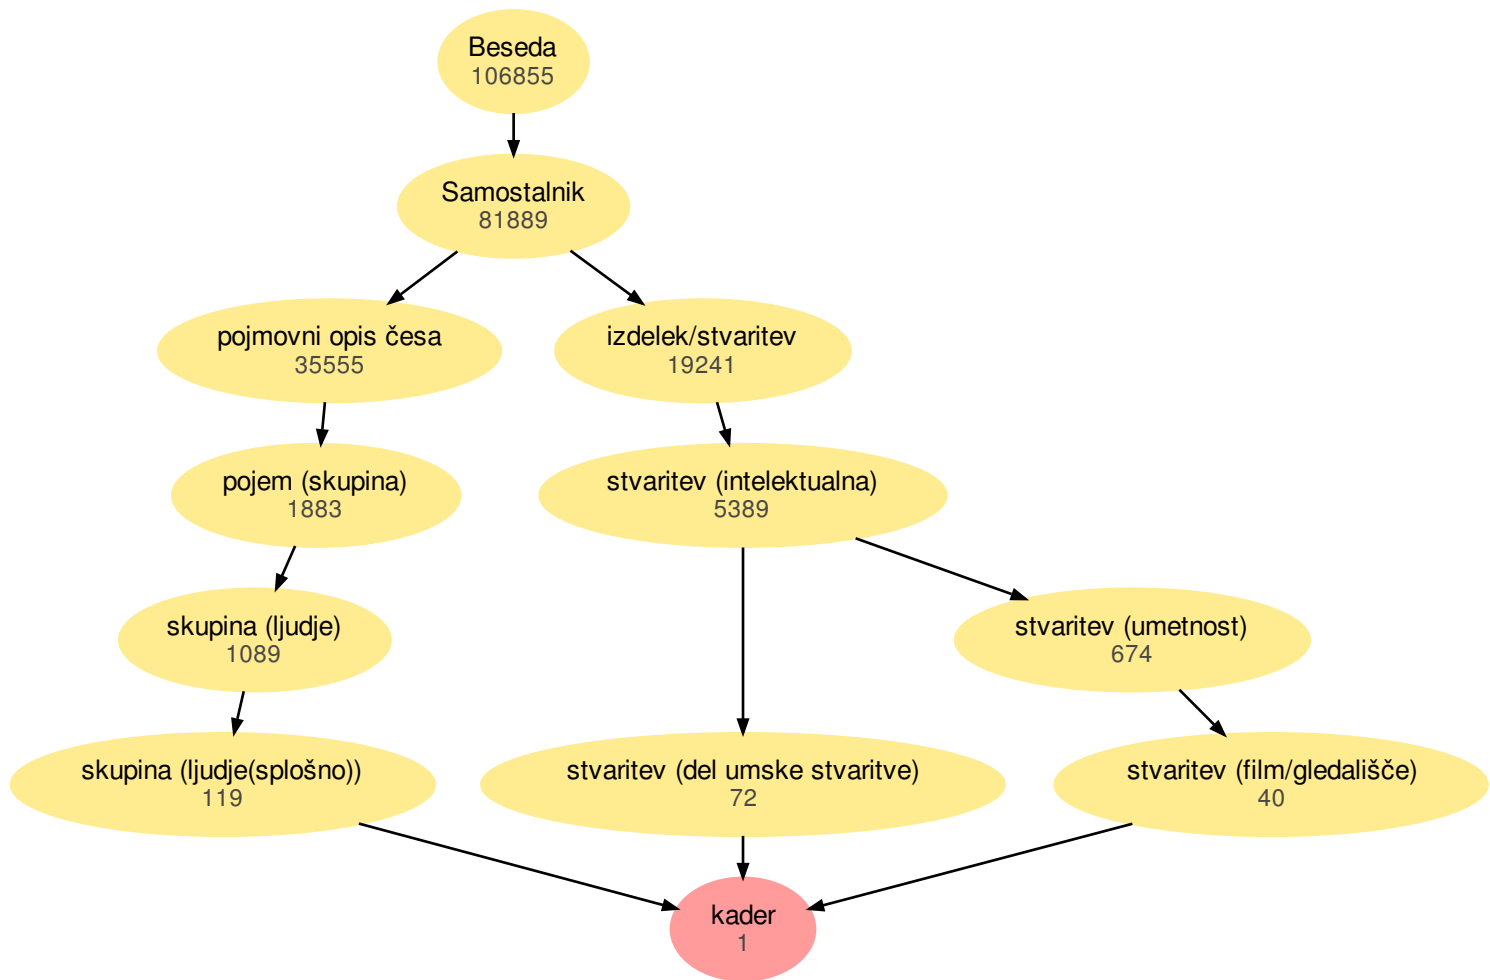 Beseda
106855
Samostalnik
81889
pojmovni opis česa
35555
izdelek/stvaritev
19241
pojem (skupina)
1883
stvaritev (intelektualna)
5389
skupina (ljudje)
1089
stvaritev (umetnost)
674
skupina (ljudje(splošno))
119
stvaritev (del umske stvaritve)
72
stvaritev (film/gledališče)
40
kader
1